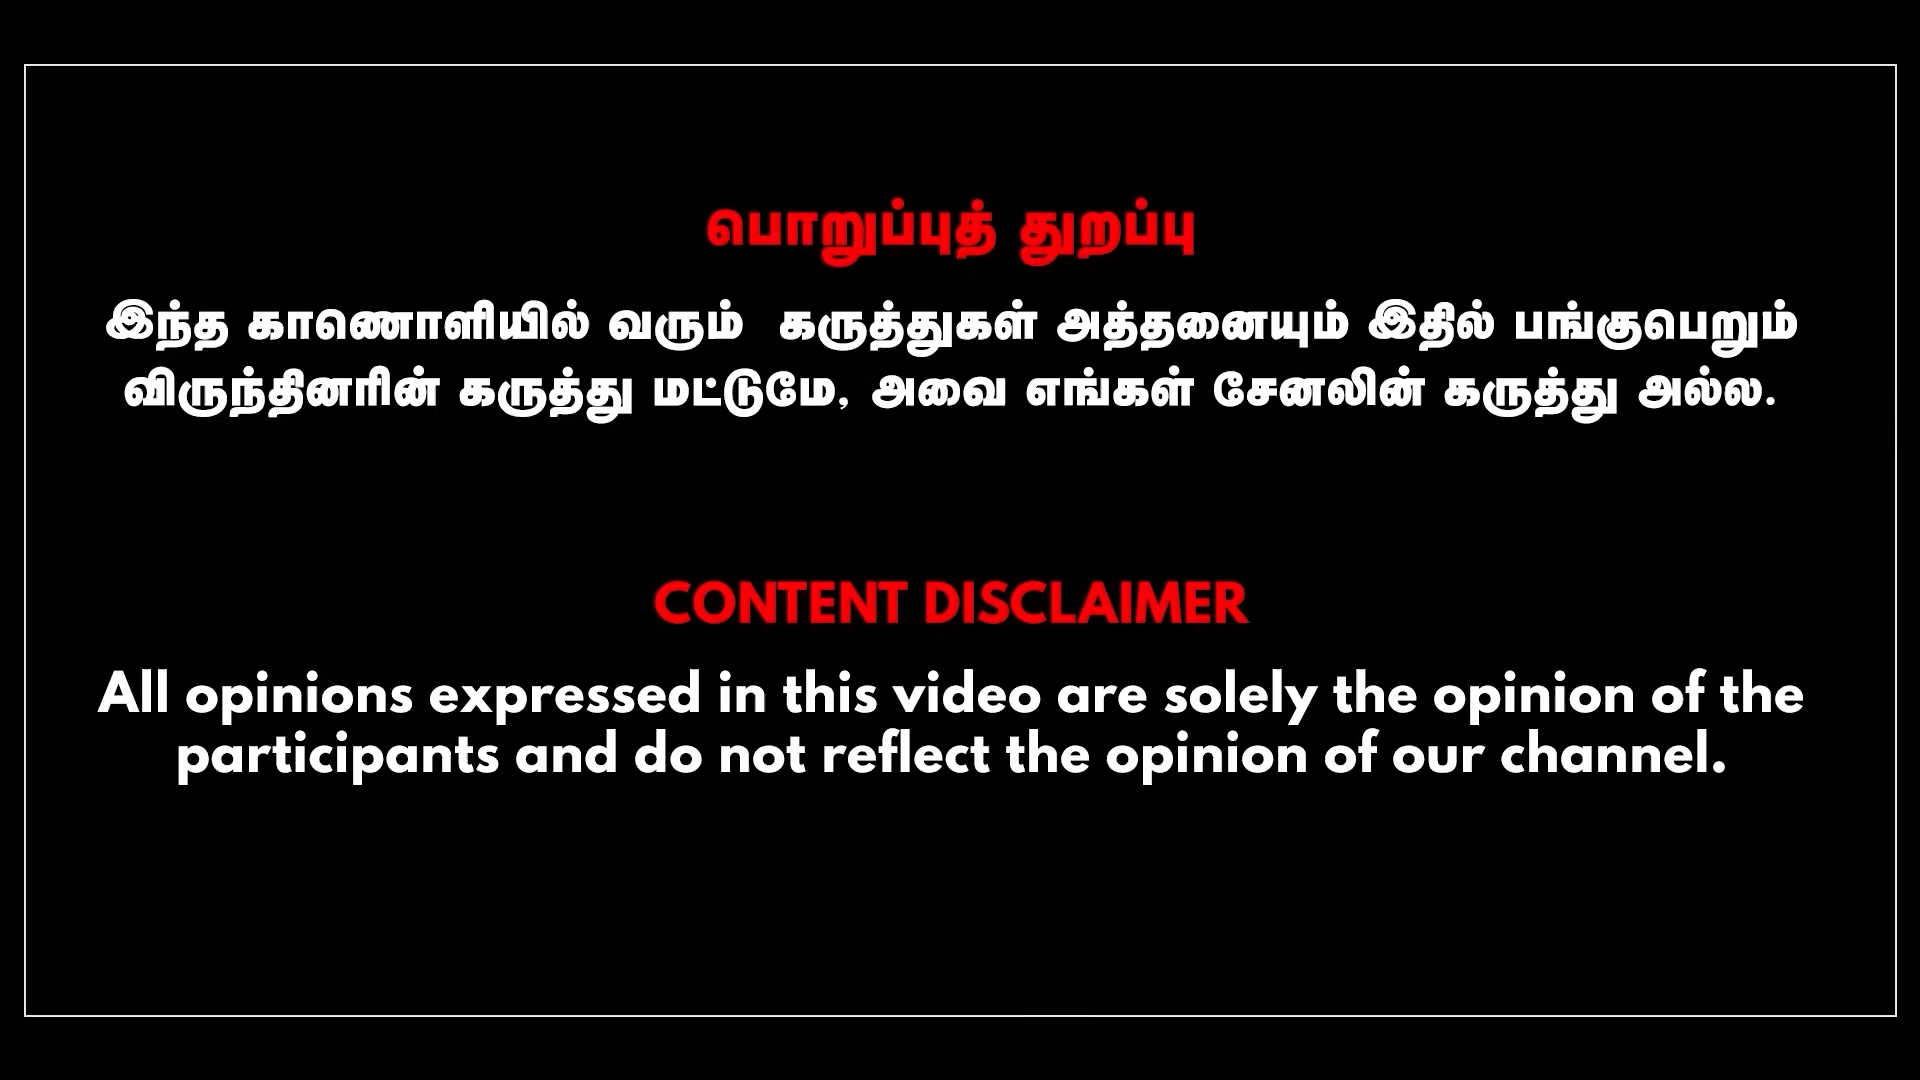 பொறுப்புத் துறப்பு
இந்த காணொளியில் வரும் கருத்துகள் அத்தனையும் இதில் பங்குபெறும்
விருந்தினரின் கருத்து மட்டுமே, அவை எங்கள் சேனலின் கருத்து அல்ல.
CONTENT DISCLAIMER
All opinions expressed in this video are solely the opinion of the
participants and do not reflect the opinion of our channel.